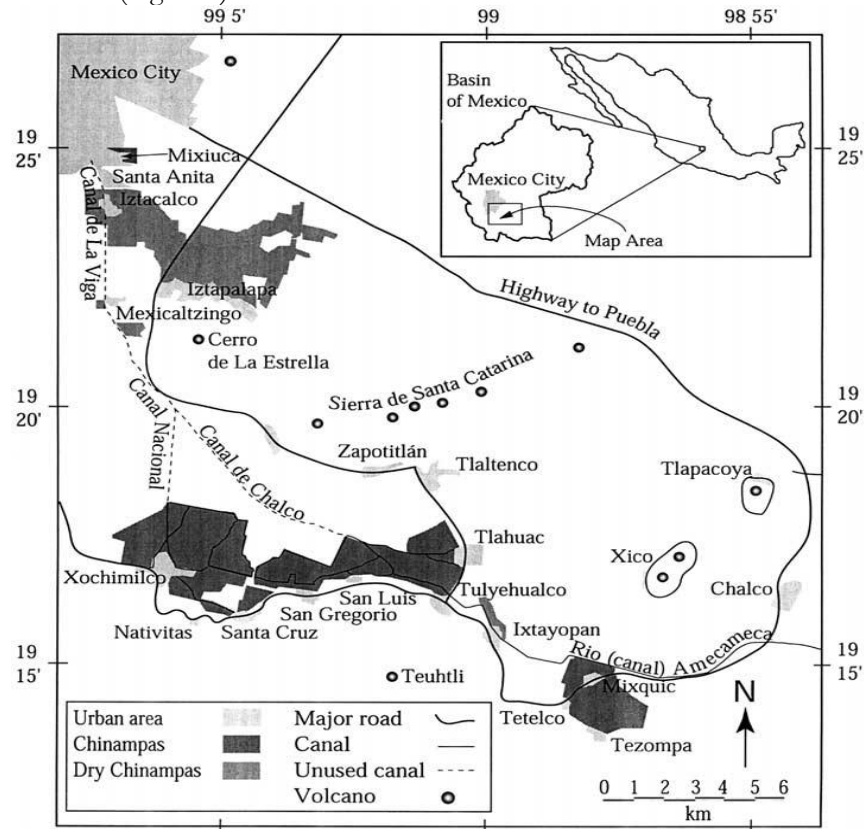 99 5'
99
98 55'
Mexico City
Basin
of Mexico
19
25'
19
25'
Mixiuca
Santa Anita
Iztacalco
Mexico City
Map Area
Canal de La Viga
Iztapalapa
Mexicaltzingo
Highway to Puebla
Cerro
de La Estrella
Sierra de Santa Catarina
19
20'
19
20'
Canal
Nacional
Canal de Chalco
Zapotitlán
Tlaltenco
Tlapacoya
Tlahuac
Xico
Xochimilco
Tulyehualco
Chalco
San Luis
San Gregorio
Nativitas
Santa Cruz
Ixtayopan
Rio (canal) Amecameca
19
15'
19
15'
Teuhtli
Mixquic
N
Tetelco
Tezompa
Urban area
Major road
Chinampas
Canal
Dry Chinampas
Unused canal
Volcano
0 1 2 3 4 5 6
km